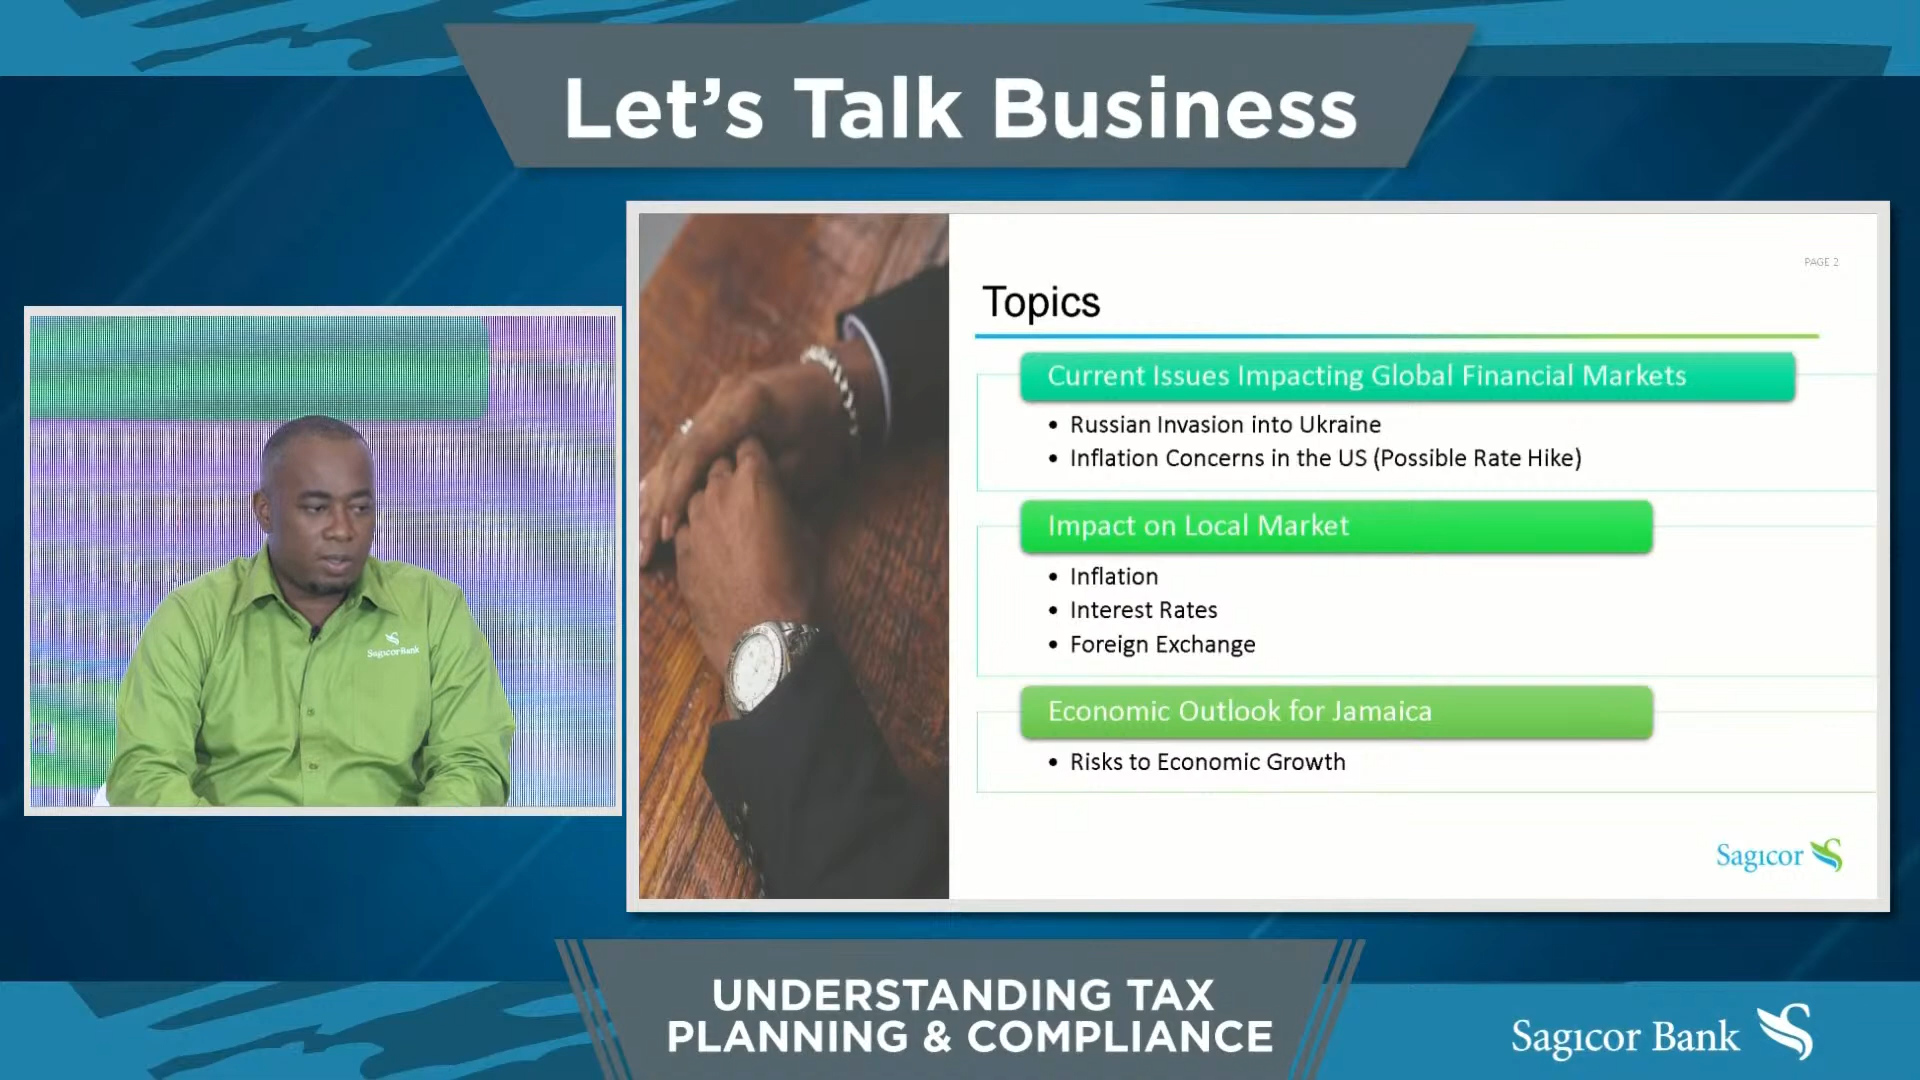 Let's Talk Business
PAGE 2
Topics
Current Issues Impacting Global Financial Markets
• Russian Invasion into Ukraine
• Inflation Concerns in the US (Possible Rate Hike)
Impact on Local Market
• Inflation
• Interest Rates
• Foreign Exchange
Economic Outlook for Jamaica
• Risks to Economic Growth
Sagicor
Sagicor Bank
UNDERSTANDING TAX
PLANNING & COMPLIANCE
Sagicor Bank